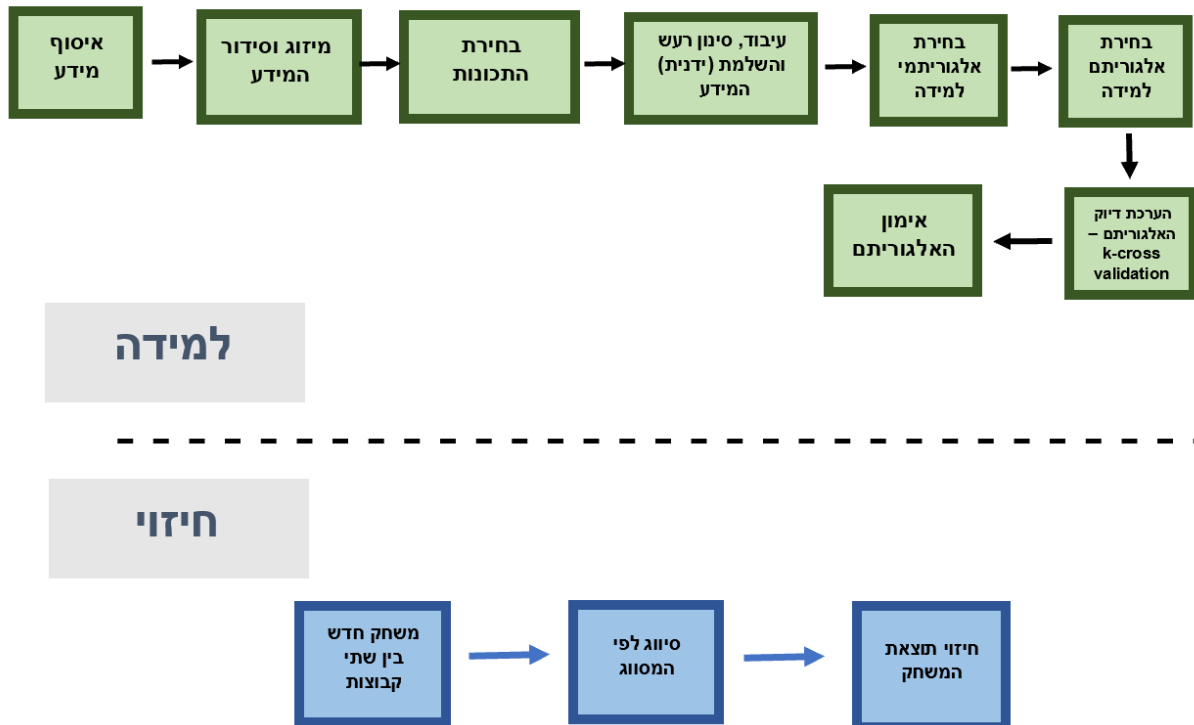 איסוף
מידע
מיזוג וסידור
המידע
בחירת
התכונות
עיבוד, סינון רעש
והשלמת (ידנית)
המידע
בחירת
אלגוריתמי
למידה
בחירת
אלגוריתם
למידה
הערכת דיוק
האלגוריתם –
k-cross
validation
אימון
האלגוריתם
למידה
חיזוי
משחק חדש
בין שתי
קבוצות
סיווג לפי
המסווג
חיזוי תוצאת
המשחק